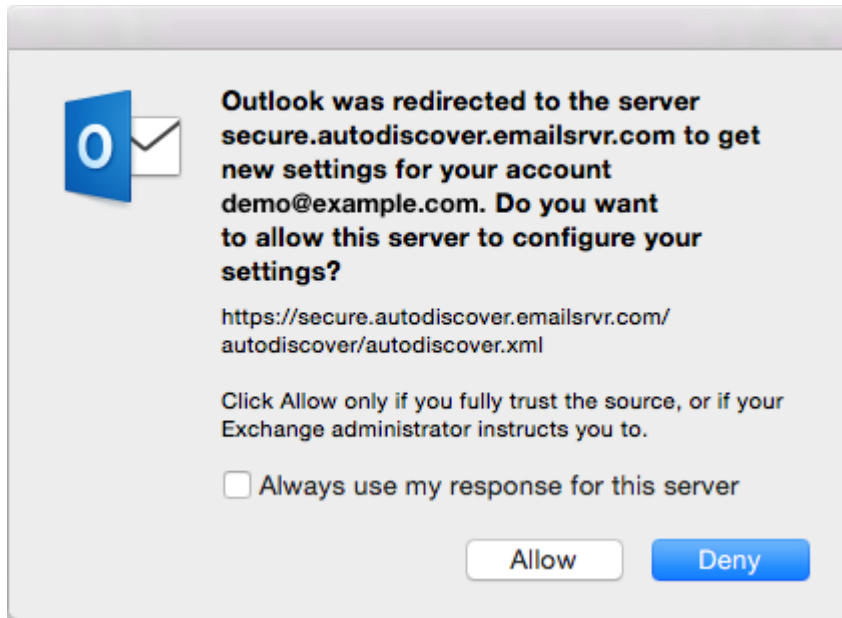 Outlook was redirected to the server
secure.autodiscover.emailsrvr.com to get
new settings for your account
demo@example.com. Do you want
to allow this server to configure your
settings?
https://secure.autodiscover.emailsrvr.com/
autodiscover/autodiscover.xml
Click Allow only if you fully trust the source, or if your
Exchange administrator instructs you to.
Always use my response for this server
Allow
Deny